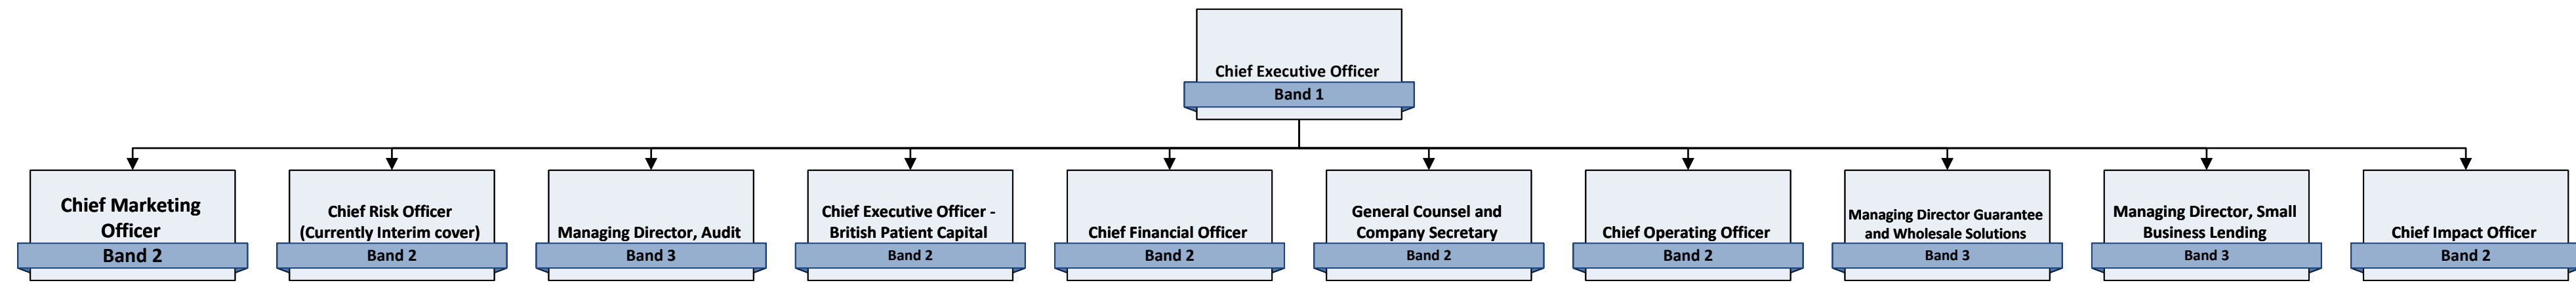 Chief Executive Officer
Band 1
Chief Marketing
Officer
Band 2
Chief Risk Officer
(Currently Interim cover)
Band 2
Managing Director, Audit
Band 3
Chief Executive Officer -
British Patient Capital
Band 2
Chief Financial Officer
Band 2
General Counsel and
Company Secretary
Band 2
Chief Operating Officer
Band 2
Managing Director Guarantee
and Wholesale Solutions
Band 3
Managing Director, Small
Business Lending
Band 3
Chief Impact Officer
Band 2